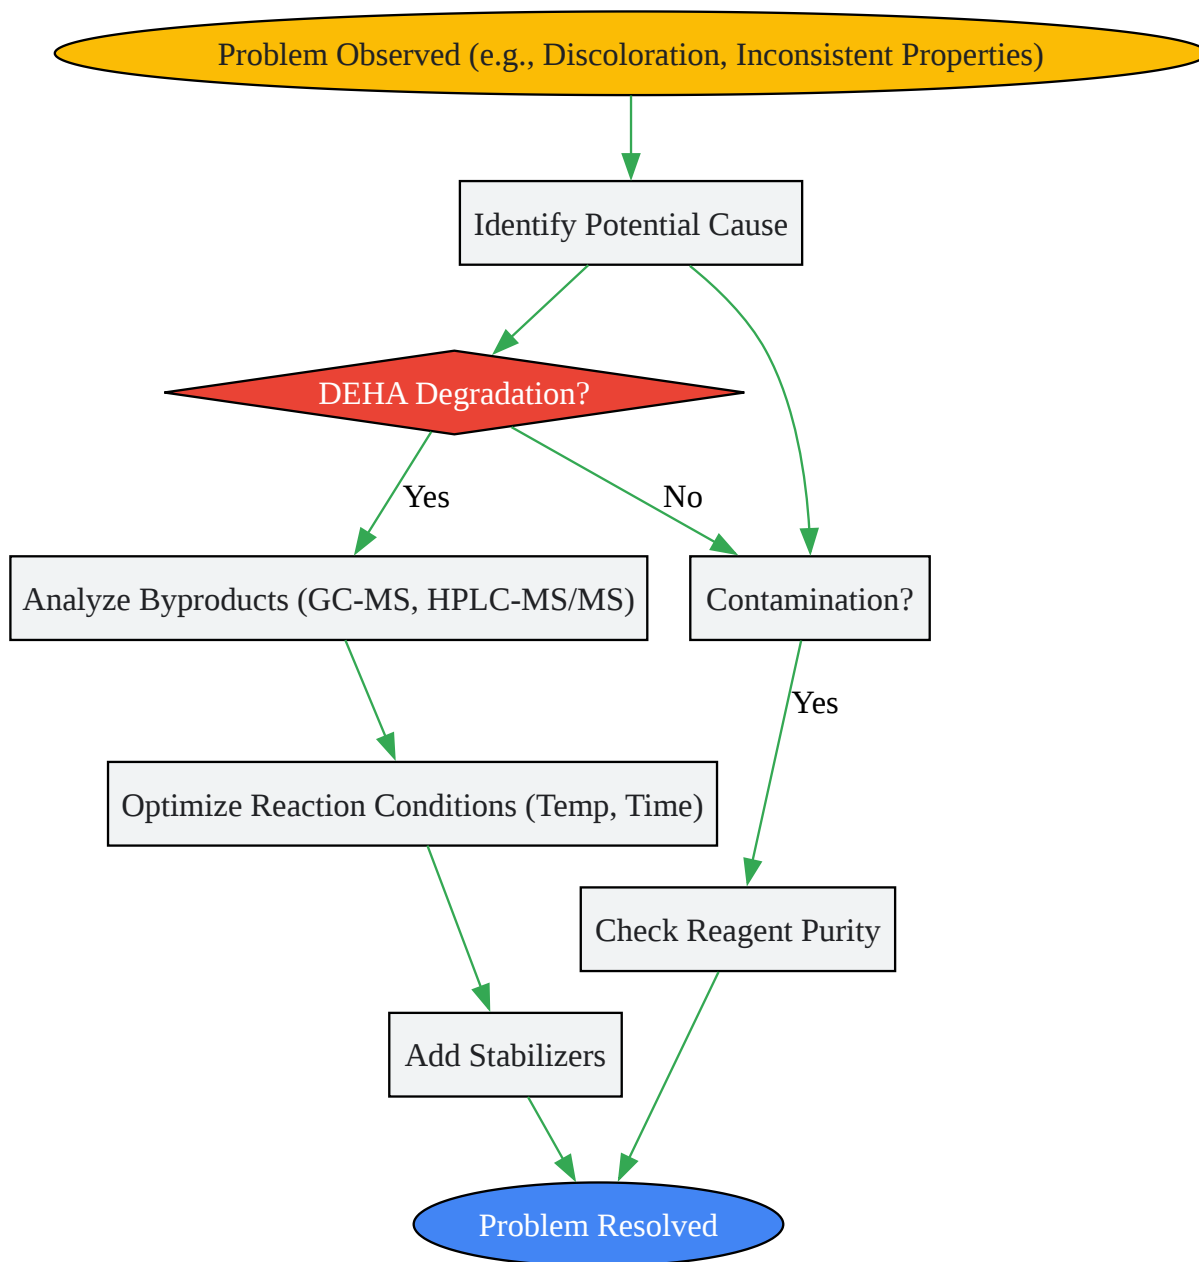 Problem Observed (e.g., Discoloration, Inconsistent Properties)
Identify Potential Cause
DEHA Degradation?
Yes
No
Analyze Byproducts (GC-MS, HPLC-MS/MS)
Contamination?
Yes
Optimize Reaction Conditions (Temp, Time)
Check Reagent Purity
Add Stabilizers
Problem Resolved